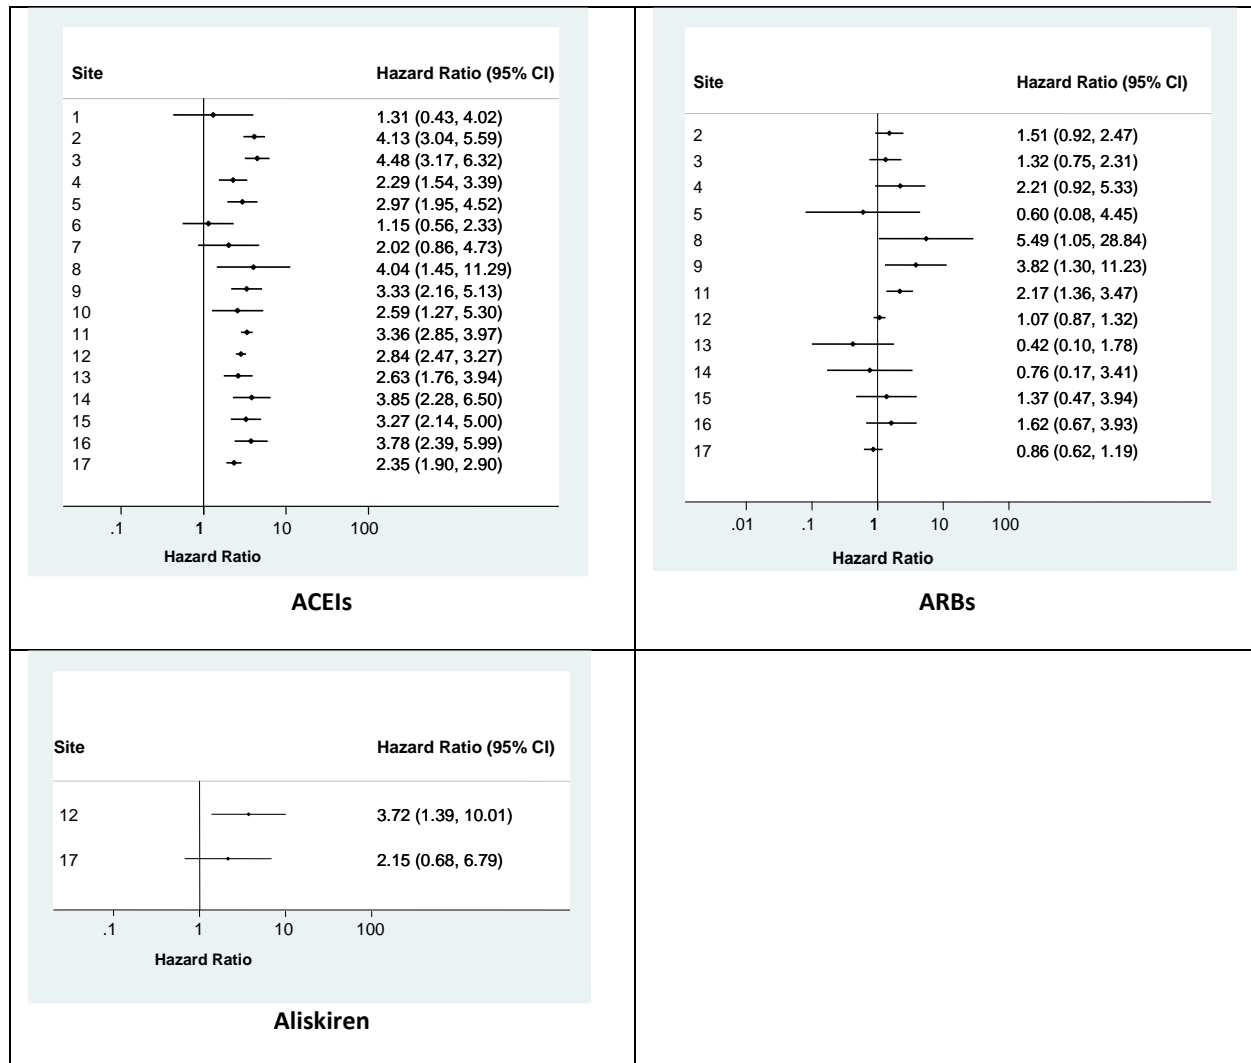 Site Hazard Ratio (95% CI)
1 1.31 (0.43, 4.02)
2 4.13 (3.04, 5.59)
3 4.48 (3.17, 6.32)
4 2.29 (1.54, 3.39)
5 2.97 (1.95, 4.52)
6 1.15 (0.56, 2.33)
7 2.02 (0.86, 4.73)
8 4.04 (1.45, 11.29)
9 3.33 (2.16, 5.13)
10 2.59 (1.27, 5.30)
11 3.36 (2.85, 3.97)
12 2.84 (2.47, 3.27)
13 2.63 (1.76, 3.94)
14 3.85 (2.28, 6.50)
15 3.27 (2.14, 5.00)
16 3.78 (2.39, 5.99)
17 2.35 (1.90, 2.90)
.1 1 10 100
Hazard Ratio
ACEIs
Site Hazard Ratio (95% CI)
2 1.51 (0.92, 2.47)
3 1.32 (0.75, 2.31)
4 2.21 (0.92, 5.33)
5 0.60 (0.08, 4.45)
8 5.49 (1.05, 28.84)
9 3.82 (1.30, 11.23)
11 2.17 (1.36, 3.47)
12 1.07 (0.87, 1.32)
13 0.42 (0.10, 1.78)
14 0.76 (0.17, 3.41)
15 1.37 (0.47, 3.94)
16 1.62 (0.67, 3.93)
17 0.86 (0.62, 1.19)
.01 .1 1 10 100
Hazard Ratio
ARBs
Site Hazard Ratio (95% CI)
12 3.72 (1.39, 10.01)
17 2.15 (0.68, 6.79)
.1 1 10 100
Hazard Ratio
Aliskiren